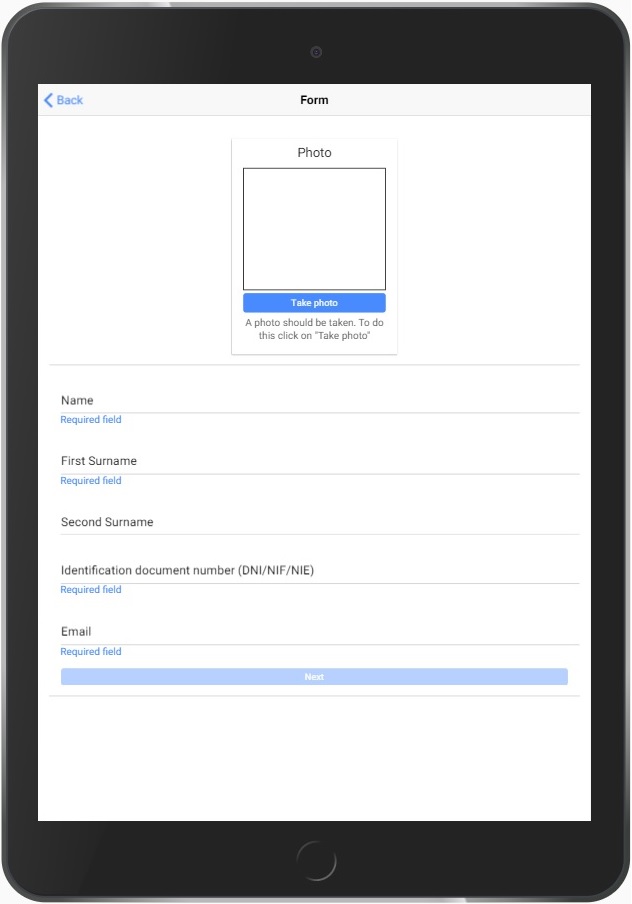 Back
Form
Photo
Take photo
A photo should be taken. To do
this click on "Take photo"
Name
Required field
First Surname
Required field
Second Surname
Identification document number (DNI/NIF/NIE)
Required field
Email
Required field
Next